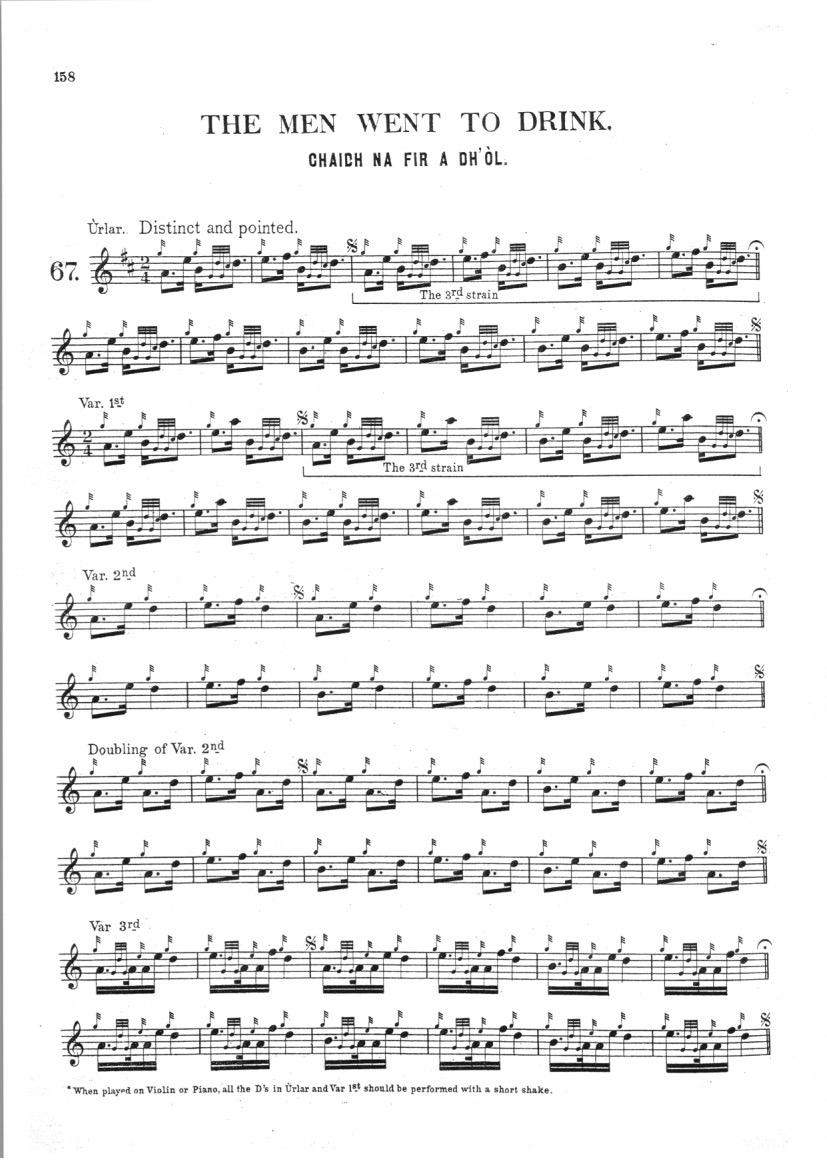 158
THE MEN WENT TO DRINK.
CHAIDH NA FIR A DH'ÒL.
Ùrlar. Distinct and pointed.
67.
The 3rd strain
Var. 1st
The 3rd strain
Var. 2nd
Doubling of Var. 2nd
Var 3rd
* When played on Violin or Piano, all the D's in Ùrlar and Var 1st should be performed with a short shake.